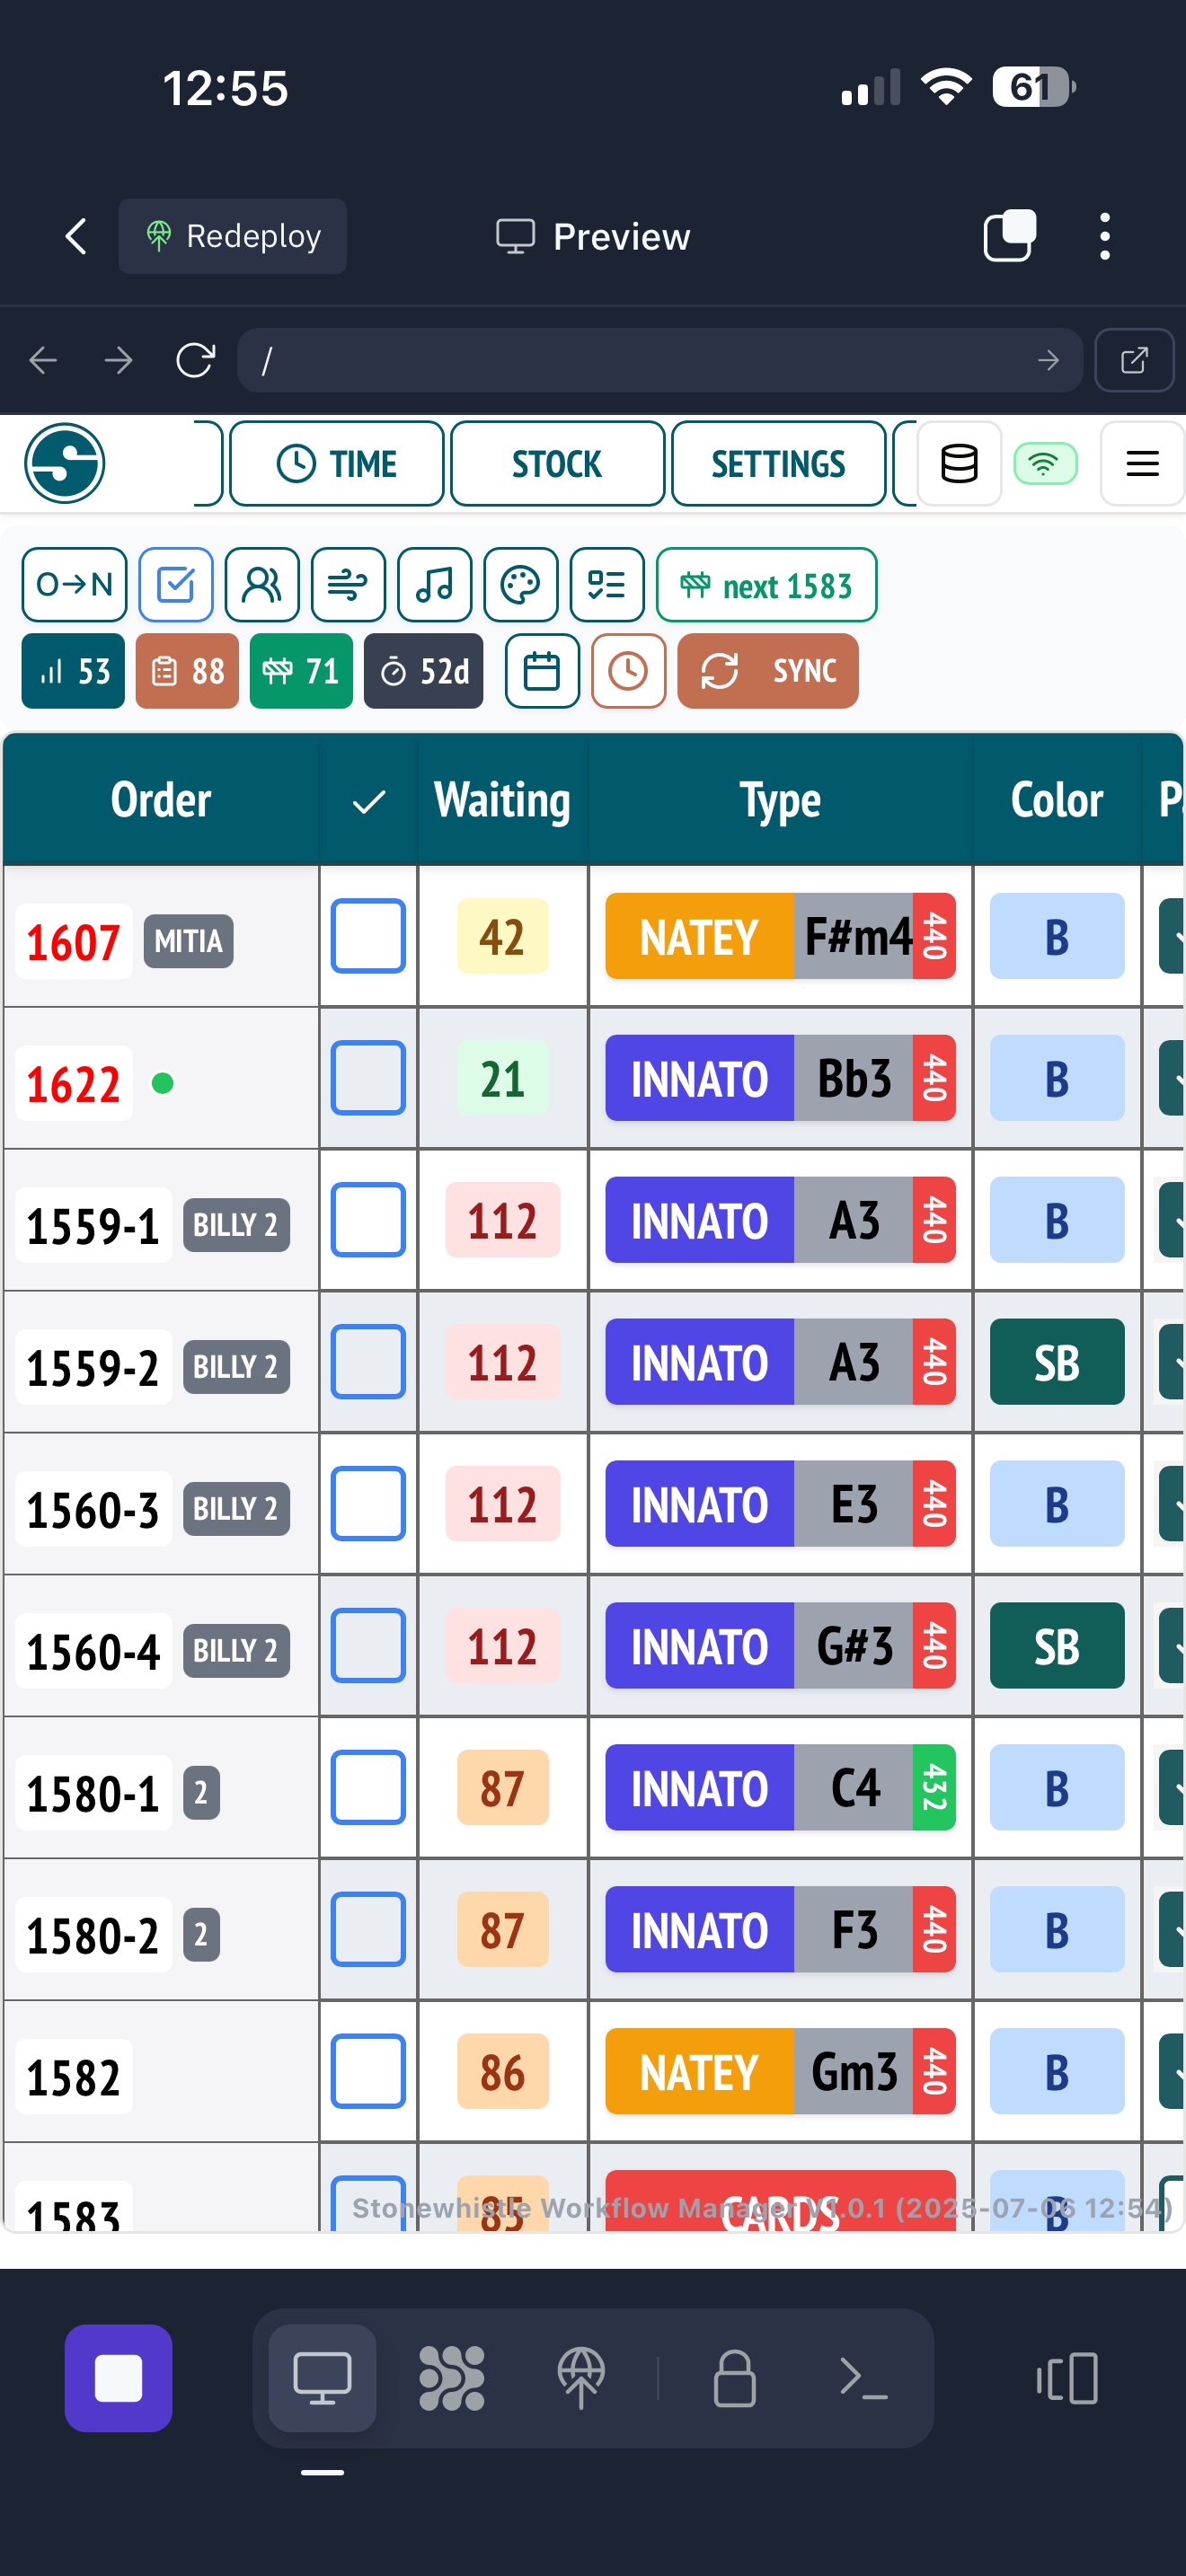 12:55
61
Redeploy
Preview
/
TIME
STOCK
SETTINGS
O→N
next 1583
53
88
71
52d
SYNC
Order
Waiting
Type
Color
1607 MITIA 42 NATEY F#m4 440 B
1622 21 INNATO Bb3 440 B
1559-1 BILLY 2 112 INNATO A3 440 B
1559-2 BILLY 2 112 INNATO A3 440 SB
1560-3 BILLY 2 112 INNATO E3 440 B
1560-4 BILLY 2 112 INNATO G#3 440 SB
1580-1 2 87 INNATO C4 432 B
1580-2 2 87 INNATO F3 440 B
1582 86 NATEY Gm3 440 B
1583 85 CARDS B
Stonewhistle Workflow Manager V1.0.1 (2025-07-06 12:54)